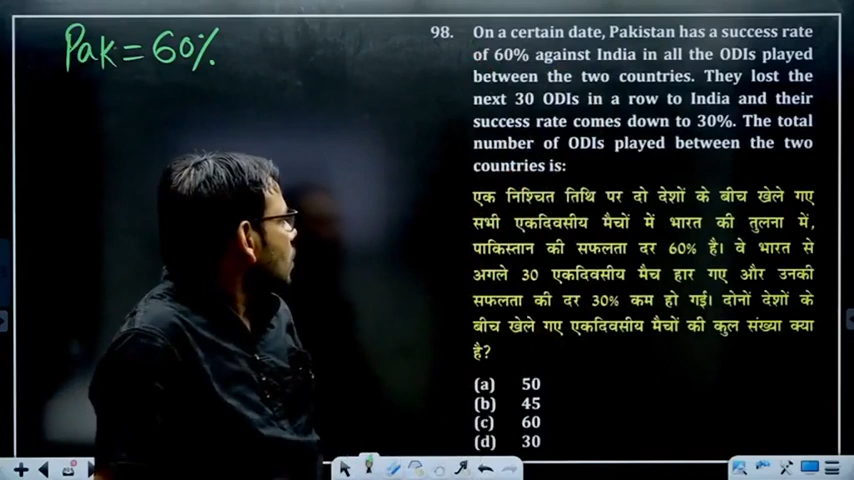 Pak = 60%
98. On a certain date, Pakistan has a success rate
of 60% against India in all the ODIs played
between the two countries. They lost the
next 30 ODIs in a row to India and their
success rate comes down to 30%. The total
number of ODIs played between the two
countries is:
एक निश्चित तिथि पर दो देशों के बीच खेले गए
सभी एकदिवसीय मैचों में भारत की तुलना में,
पाकिस्तान की सफलता दर 60% है। वे भारत से
अगले 30 एकदिवसीय मैच हार गए और उनकी
सफलता की दर 30% कम हो गई। दोनों देशों के
बीच खेले गए एकदिवसीय मैचों की कुल संख्या क्या
है?
(a) 50
(b) 45
(c) 60
(d) 30